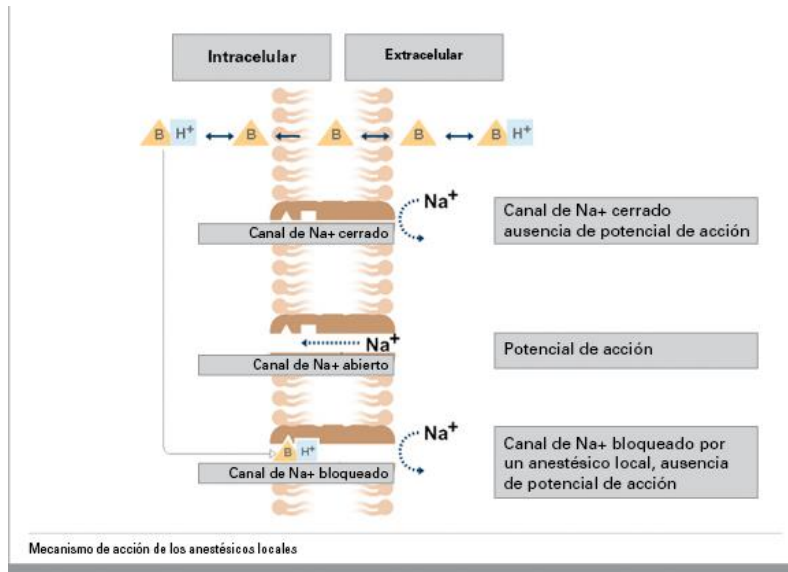 Intracelular
Extracelular
B H+ B B B B H+
Na+
Canal de Na+ cerrado
Canal de Na+ cerrado
ausencia de potencial de acción
Na+
Canal de Na+ abierto
Potencial de acción
Na+
B H+
Canal de Na+ bloqueado
Canal de Na+ bloqueado por
un anestésico local, ausencia
de potencial de acción
Mecanismo de acción de los anestésicos locales